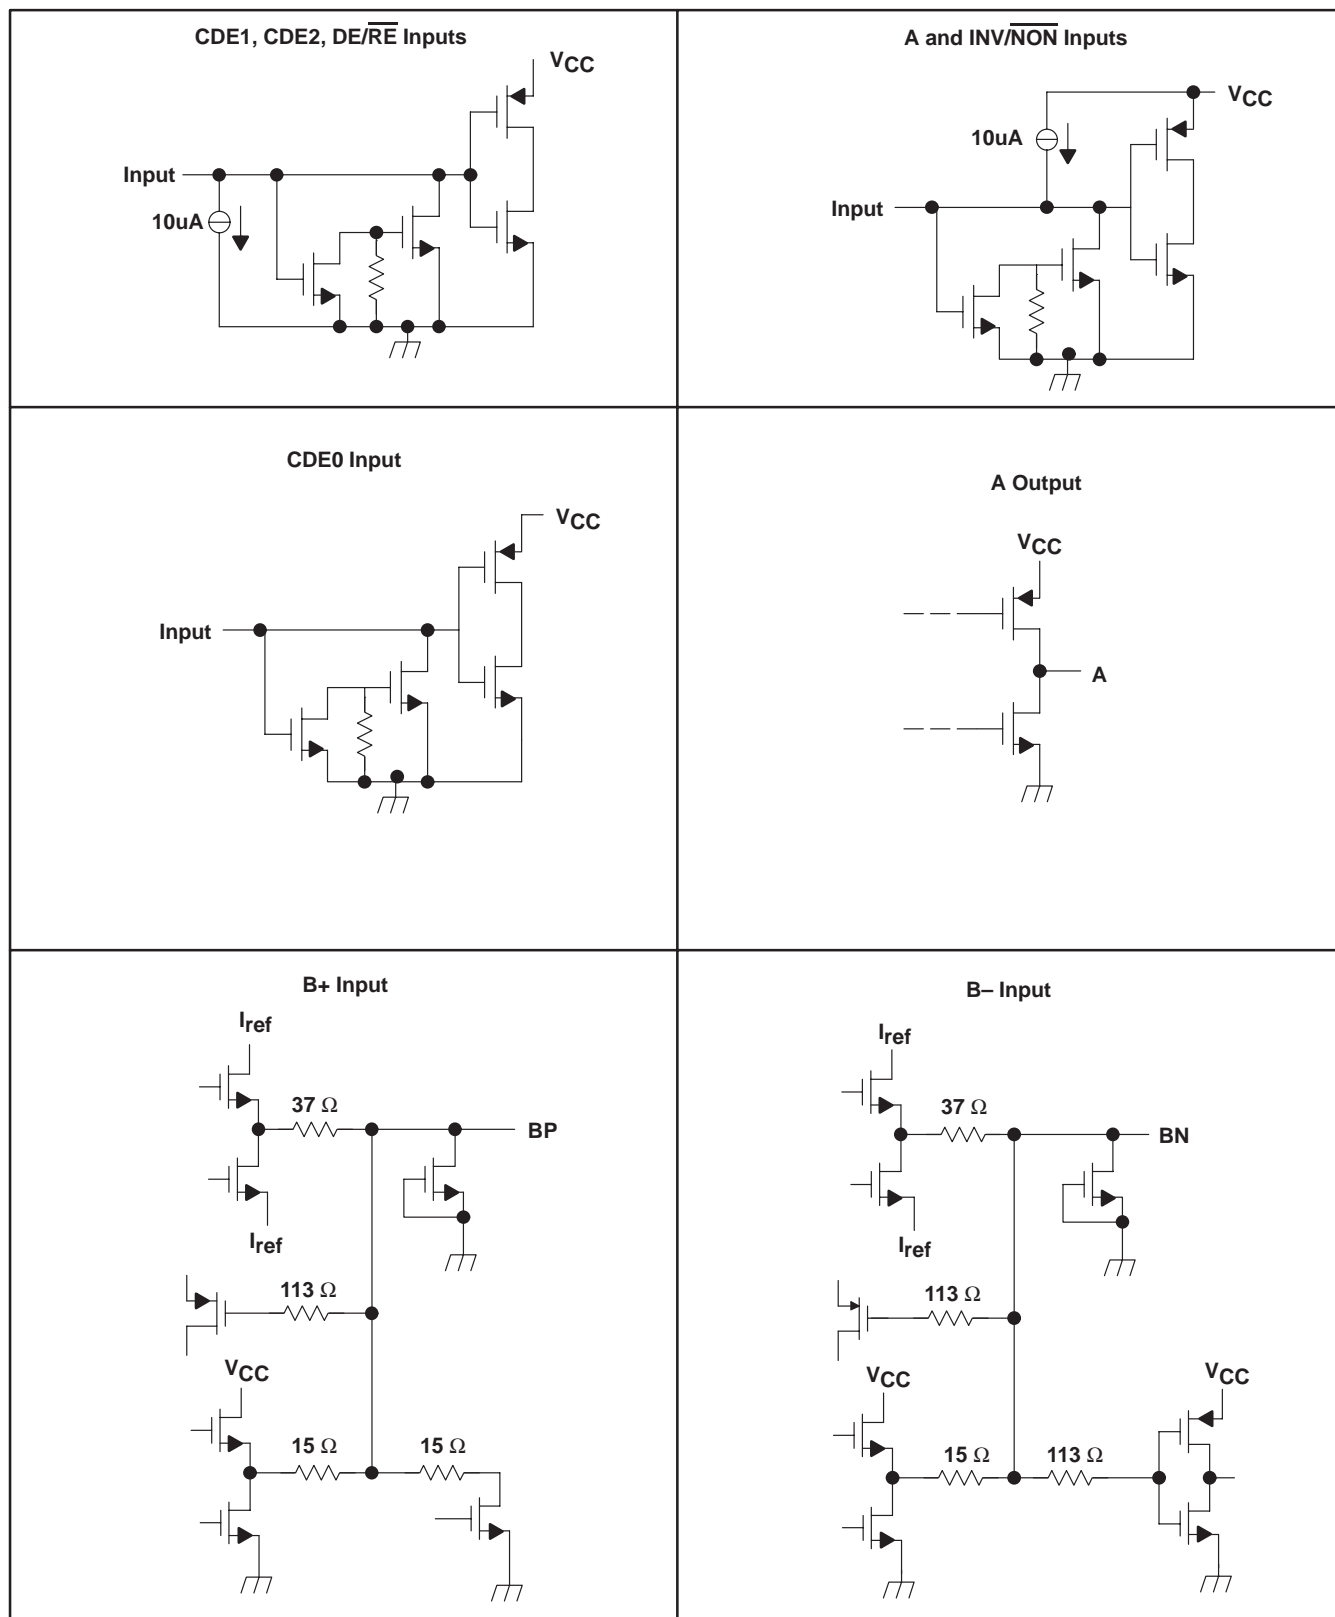 CDE1, CDE2, DE/RE Inputs
VCC
Input
10uA
A and INV/NON Inputs
VCC
10uA
Input
CDE0 Input
VCC
Input
A Output
VCC
A
B+ Input
Iref
37 Ω
BP
Iref
113 Ω
VCC
15 Ω
15 Ω
B– Input
Iref
37 Ω
BN
Iref
113 Ω
VCC
VCC
15 Ω
113 Ω